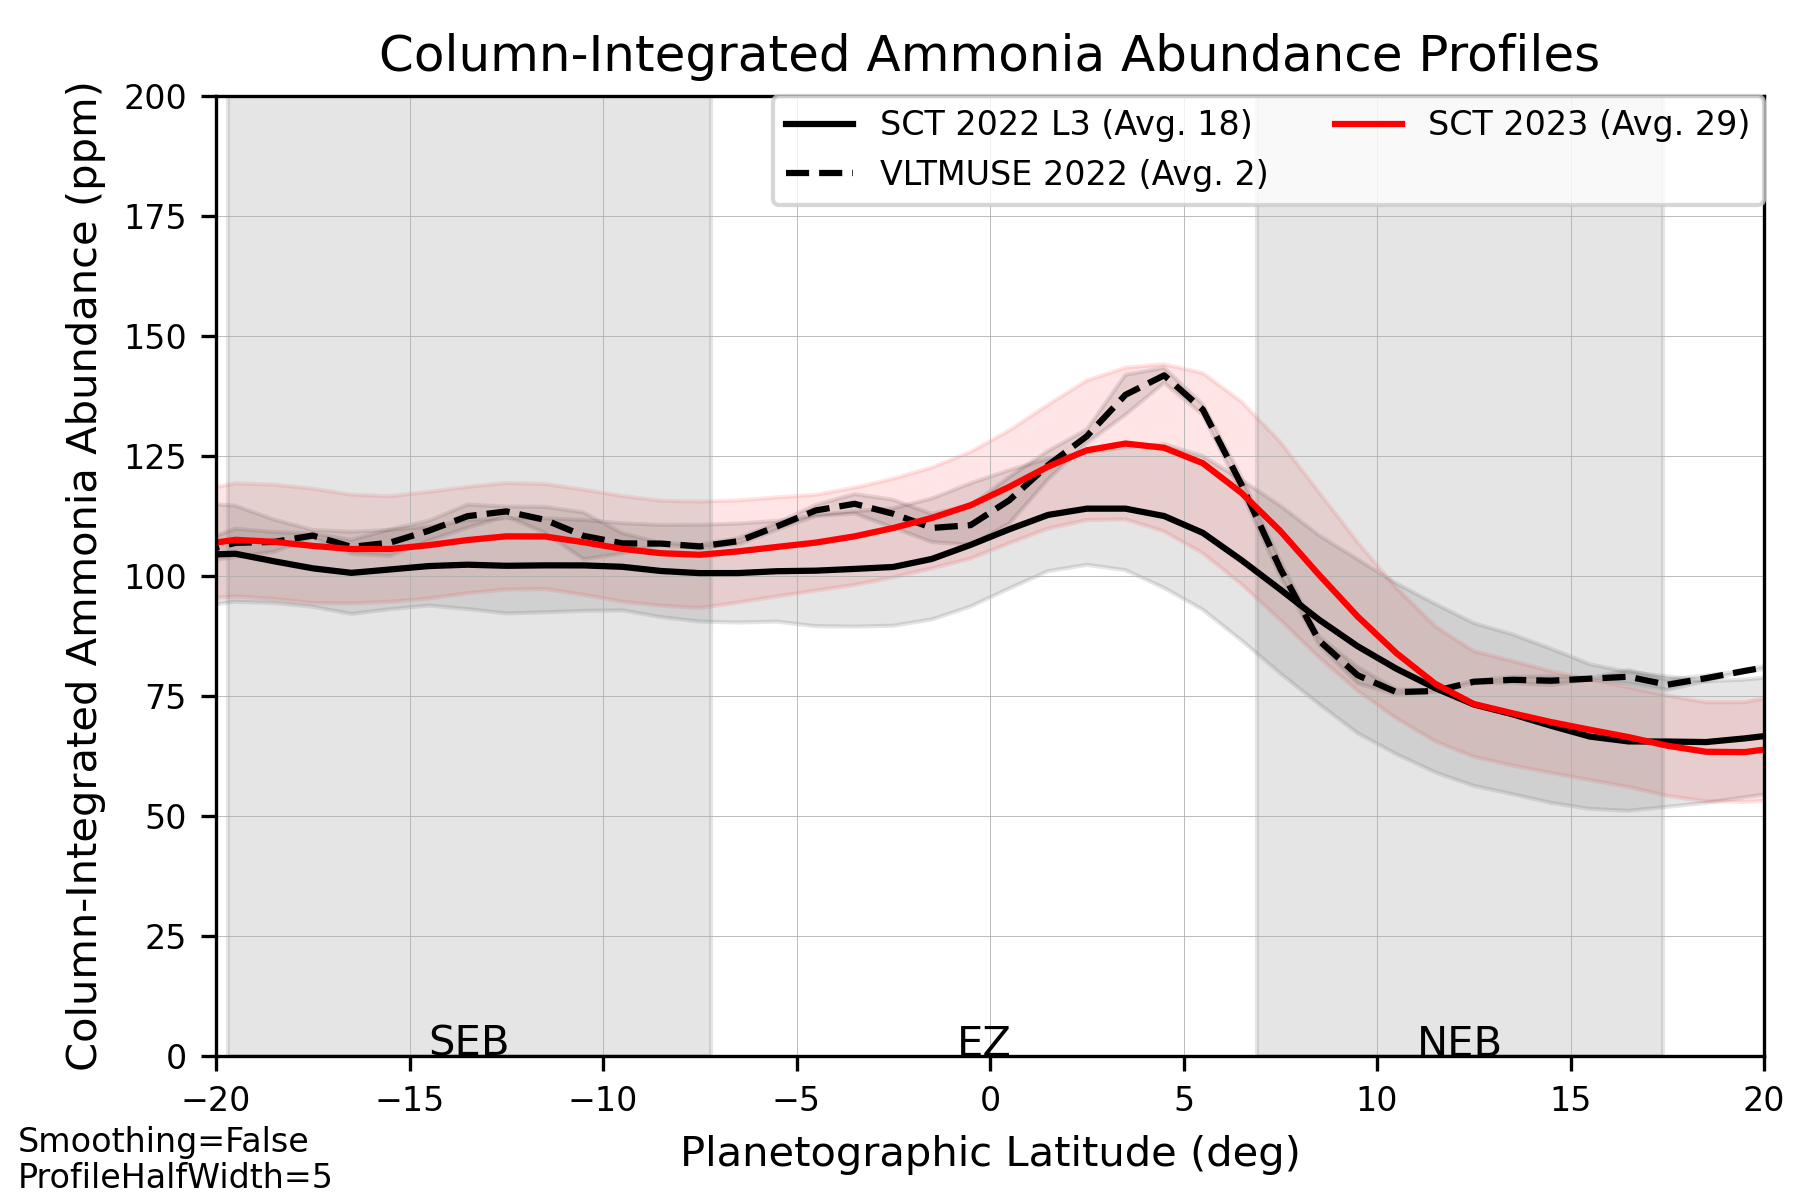 Column-Integrated Ammonia Abundance Profiles
Column-Integrated Ammonia Abundance (ppm)
200
175
150
125
100
75
50
25
0
SCT 2022 L3 (Avg. 18)
VLTMUSE 2022 (Avg. 2)
SCT 2023 (Avg. 29)
SEB
EZ
NEB
−20
−15
−10
−5
0
5
10
15
20
Planetographic Latitude (deg)
Smoothing=False
ProfileHalfWidth=5